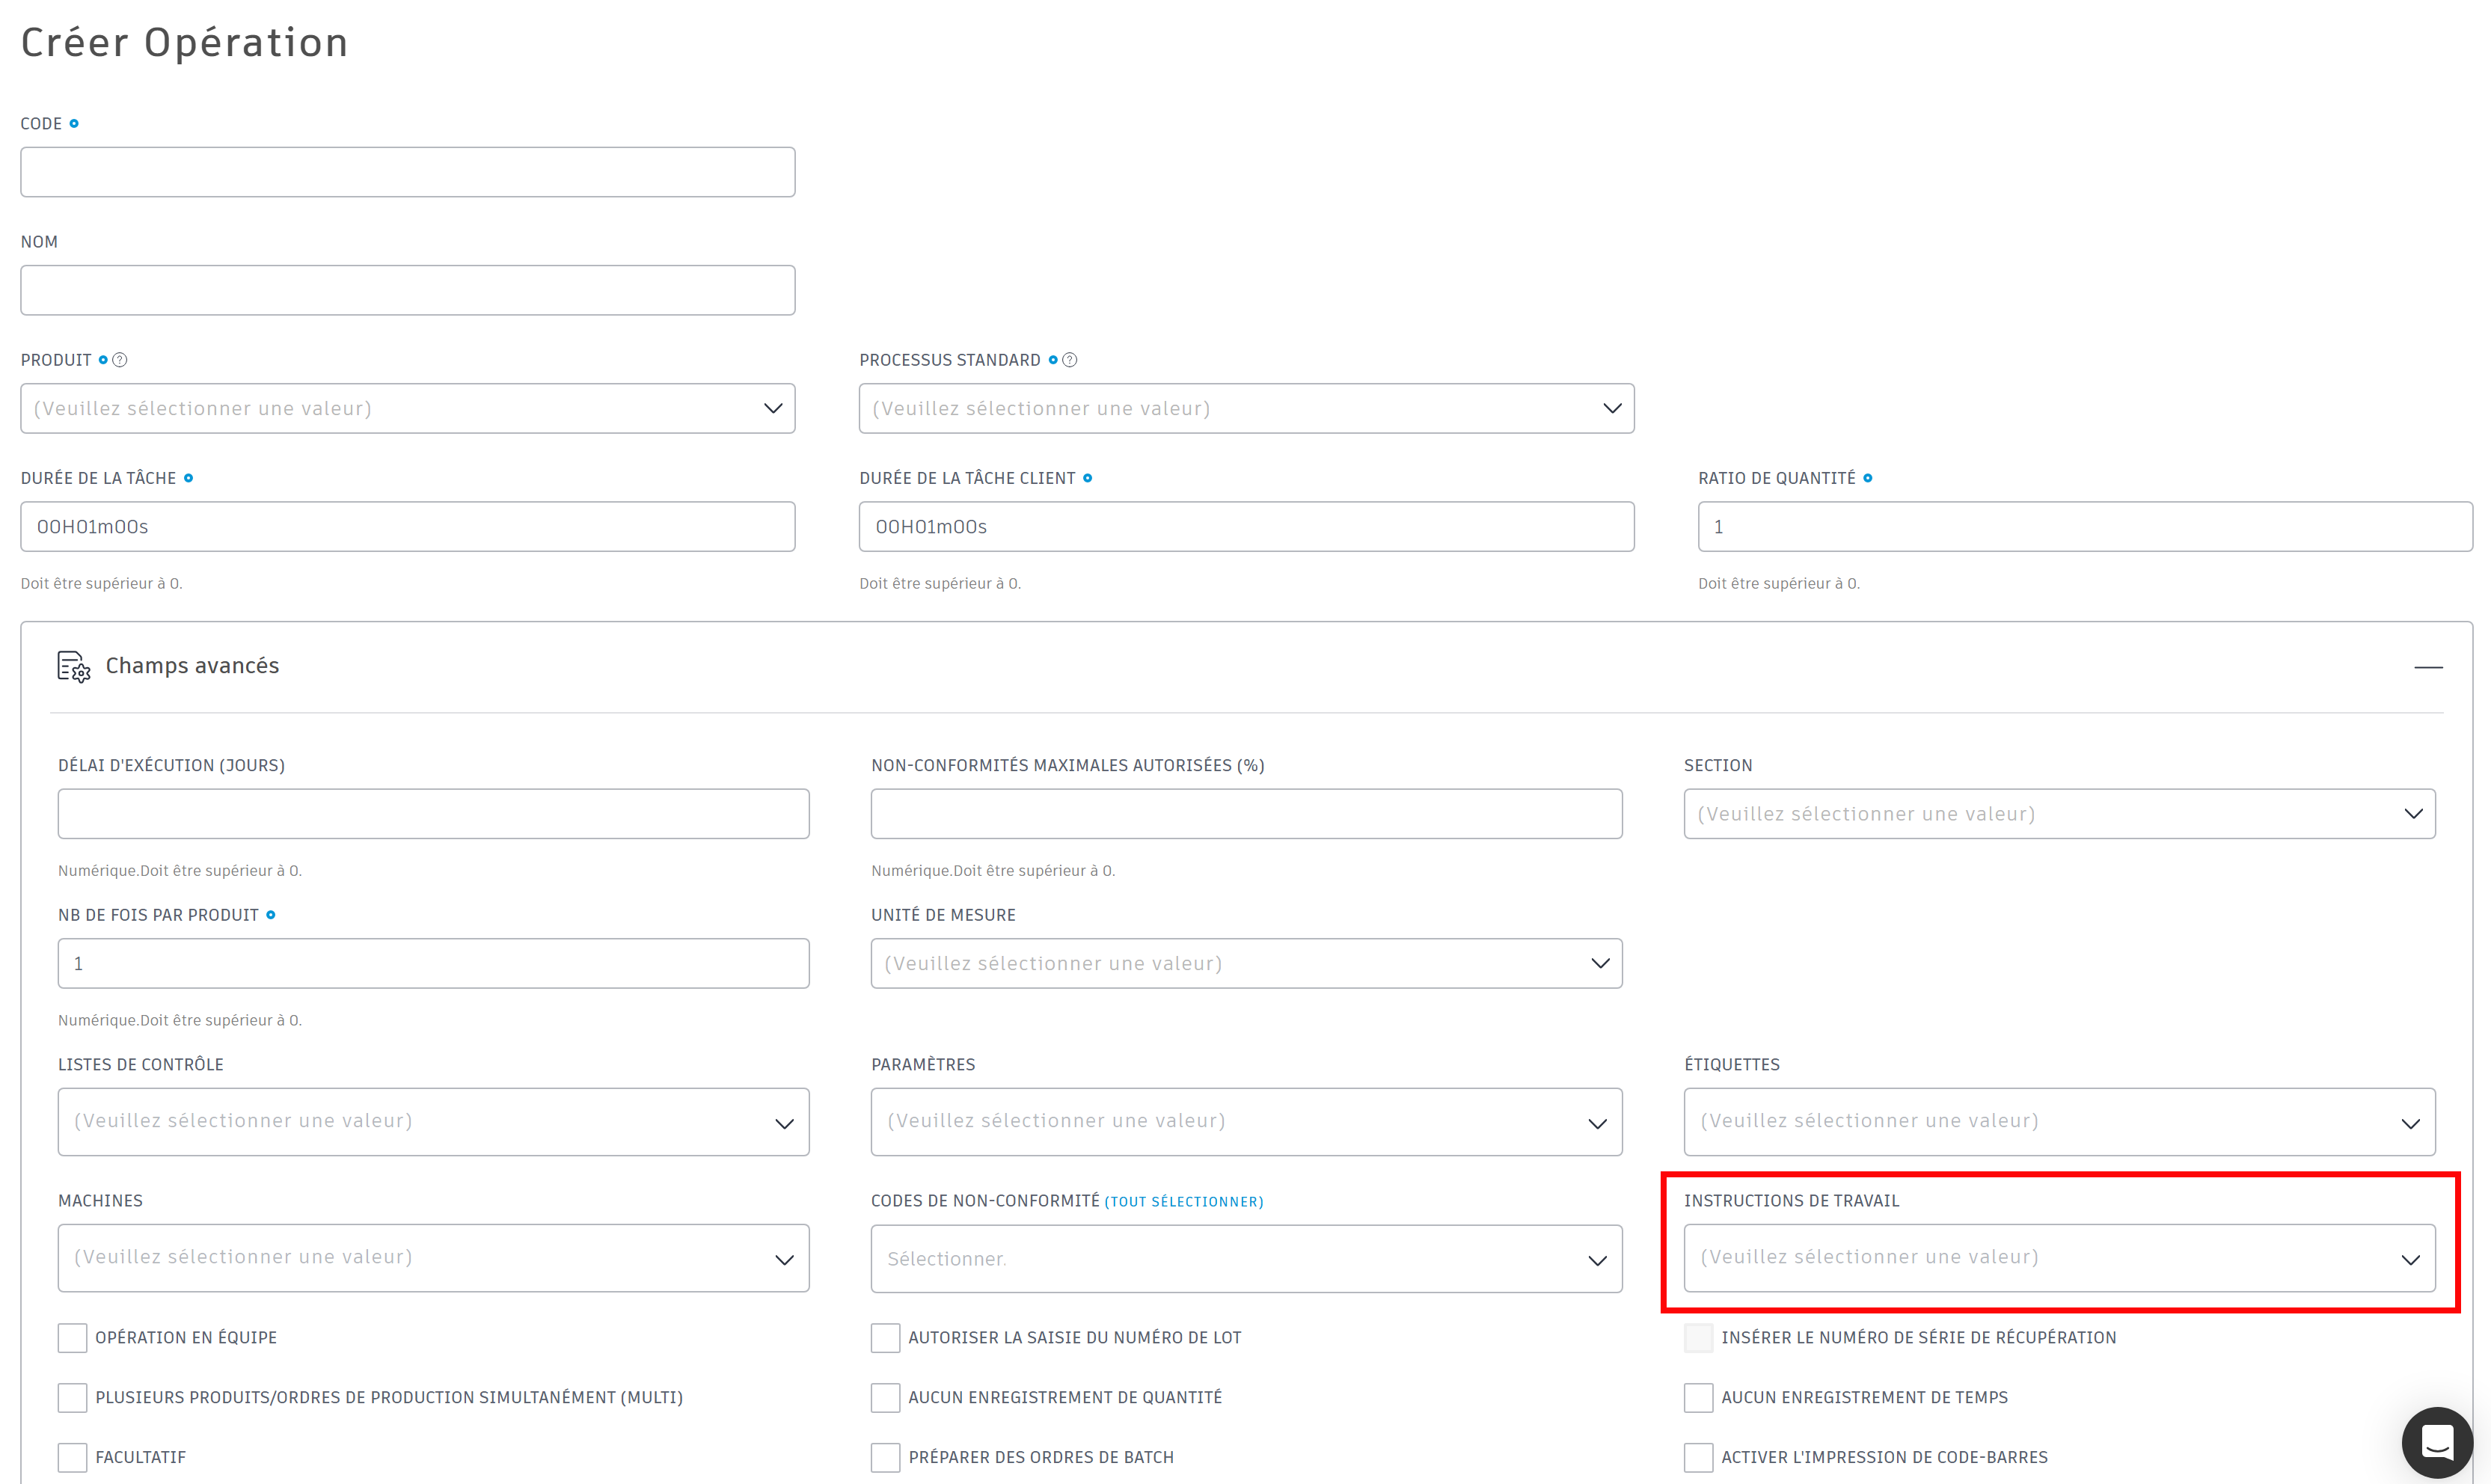 Créer Opération
CODE
NOM
PRODUIT ?
PROCESSUS STANDARD ?
(Veuillez sélectionner une valeur)
(Veuillez sélectionner une valeur)
DURÉE DE LA TÂCHE
DURÉE DE LA TÂCHE CLIENT
RATIO DE QUANTITÉ
00H01m00s
00H01m00s
1
Doit être supérieur à 0.
Doit être supérieur à 0.
Doit être supérieur à 0.
Champs avancés
DÉLAI D'EXÉCUTION (JOURS)
NON-CONFORMITÉS MAXIMALES AUTORISÉES (%)
SECTION
(Veuillez sélectionner une valeur)
Numérique.Doit être supérieur à 0.
Numérique.Doit être supérieur à 0.
NB DE FOIS PAR PRODUIT
UNITÉ DE MESURE
1
(Veuillez sélectionner une valeur)
Numérique.Doit être supérieur à 0.
LISTES DE CONTRÔLE
PARAMÈTRES
ÉTIQUETTES
(Veuillez sélectionner une valeur)
(Veuillez sélectionner une valeur)
(Veuillez sélectionner une valeur)
MACHINES
CODES DE NON-CONFORMITÉ (TOUT SÉLECTIONNER)
INSTRUCTIONS DE TRAVAIL
(Veuillez sélectionner une valeur)
Sélectionner.
(Veuillez sélectionner une valeur)
OPÉRATION EN ÉQUIPE
AUTORISER LA SAISIE DU NUMÉRO DE LOT
INSÉRER LE NUMÉRO DE SÉRIE DE RÉCUPÉRATION
PLUSIEURS PRODUITS/ORDRES DE PRODUCTION SIMULTANÉMENT (MULTI)
AUCUN ENREGISTREMENT DE QUANTITÉ
AUCUN ENREGISTREMENT DE TEMPS
FACULTATIF
PRÉPARER DES ORDRES DE BATCH
ACTIVER L'IMPRESSION DE CODE-BARRES